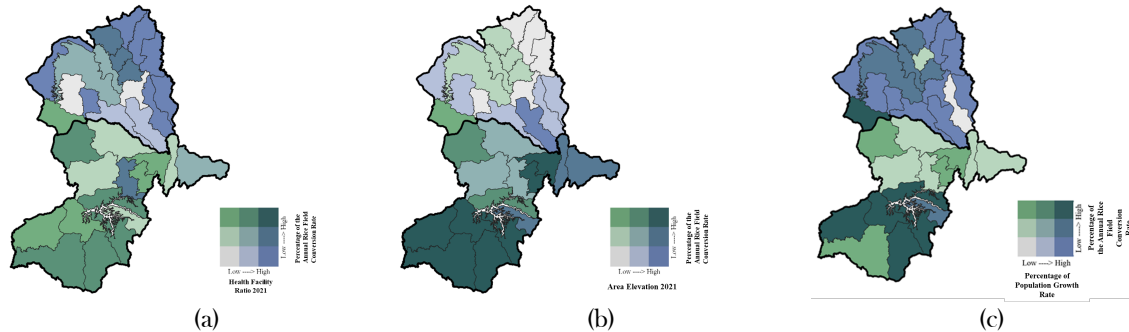 Low ----> High
Percentage of the
Annual Rice Field
Conversion Rate
Low ----> High
Health Facility
Ratio 2021
(a)
Low ----> High
Percentage of the
Annual Rice Field
Conversion Rate
Low ----> High
Area Elevation 2021
(b)
Low ----> High
Percentage of
the Annual Rice
Field
Conversion
Low ----> High
Percentage of
Population Growth
Rate
(c)